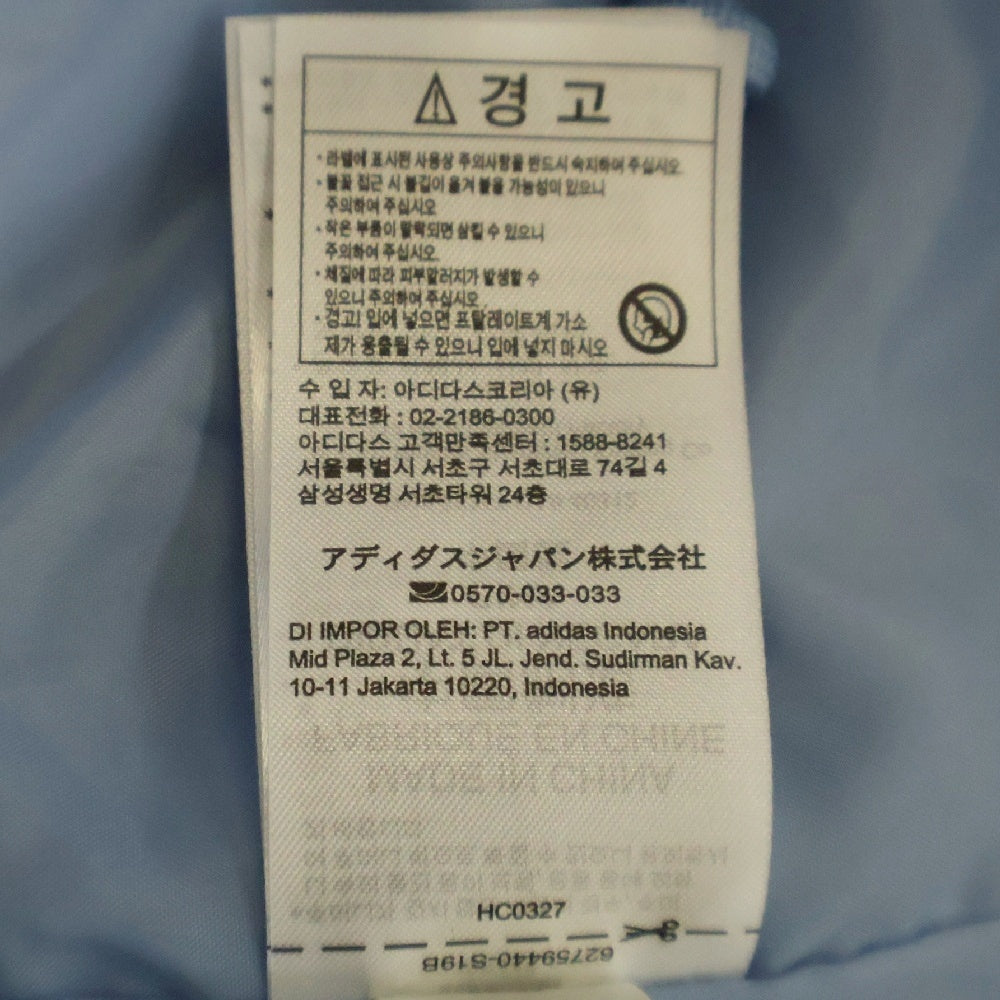 경 고
· 라벨에 표시된 사용상 주의사항을 반드시 숙지하여 주십시오.
· 불꽃 접근 시 불길이 옮겨 붙을 가능성이 있으니
주의하여 주십시오
· 작은 부품이 탈락되면 삼킬 수 있으니
주의하여 주십시오.
· 체질에 따라 피부알러지가 발생할 수
있으니 주의하여 주십시오.
· 경고! 입에 넣으면 프탈레이트계 가소
제가 용출될 수 있으니 입에 넣지 마시오
수 입 자: 아디다스코리아 (유)
대표전화 : 02-2186-0300
아디다스 고객만족센터 : 1588-8241
서울특별시 서초구 서초대로 74길 4
삼성생명 서초타워 24층
アディダスジャパン株式会社
0570-033-033
DI IMPOR OLEH: PT. adidas Indonesia
Mid Plaza 2, Lt. 5 JL. Jend. Sudirman Kav.
10-11 Jakarta 10220, Indonesia
FABRIQUE EN CHINE
MADE IN CHINA
HC0327
62759440-S19B